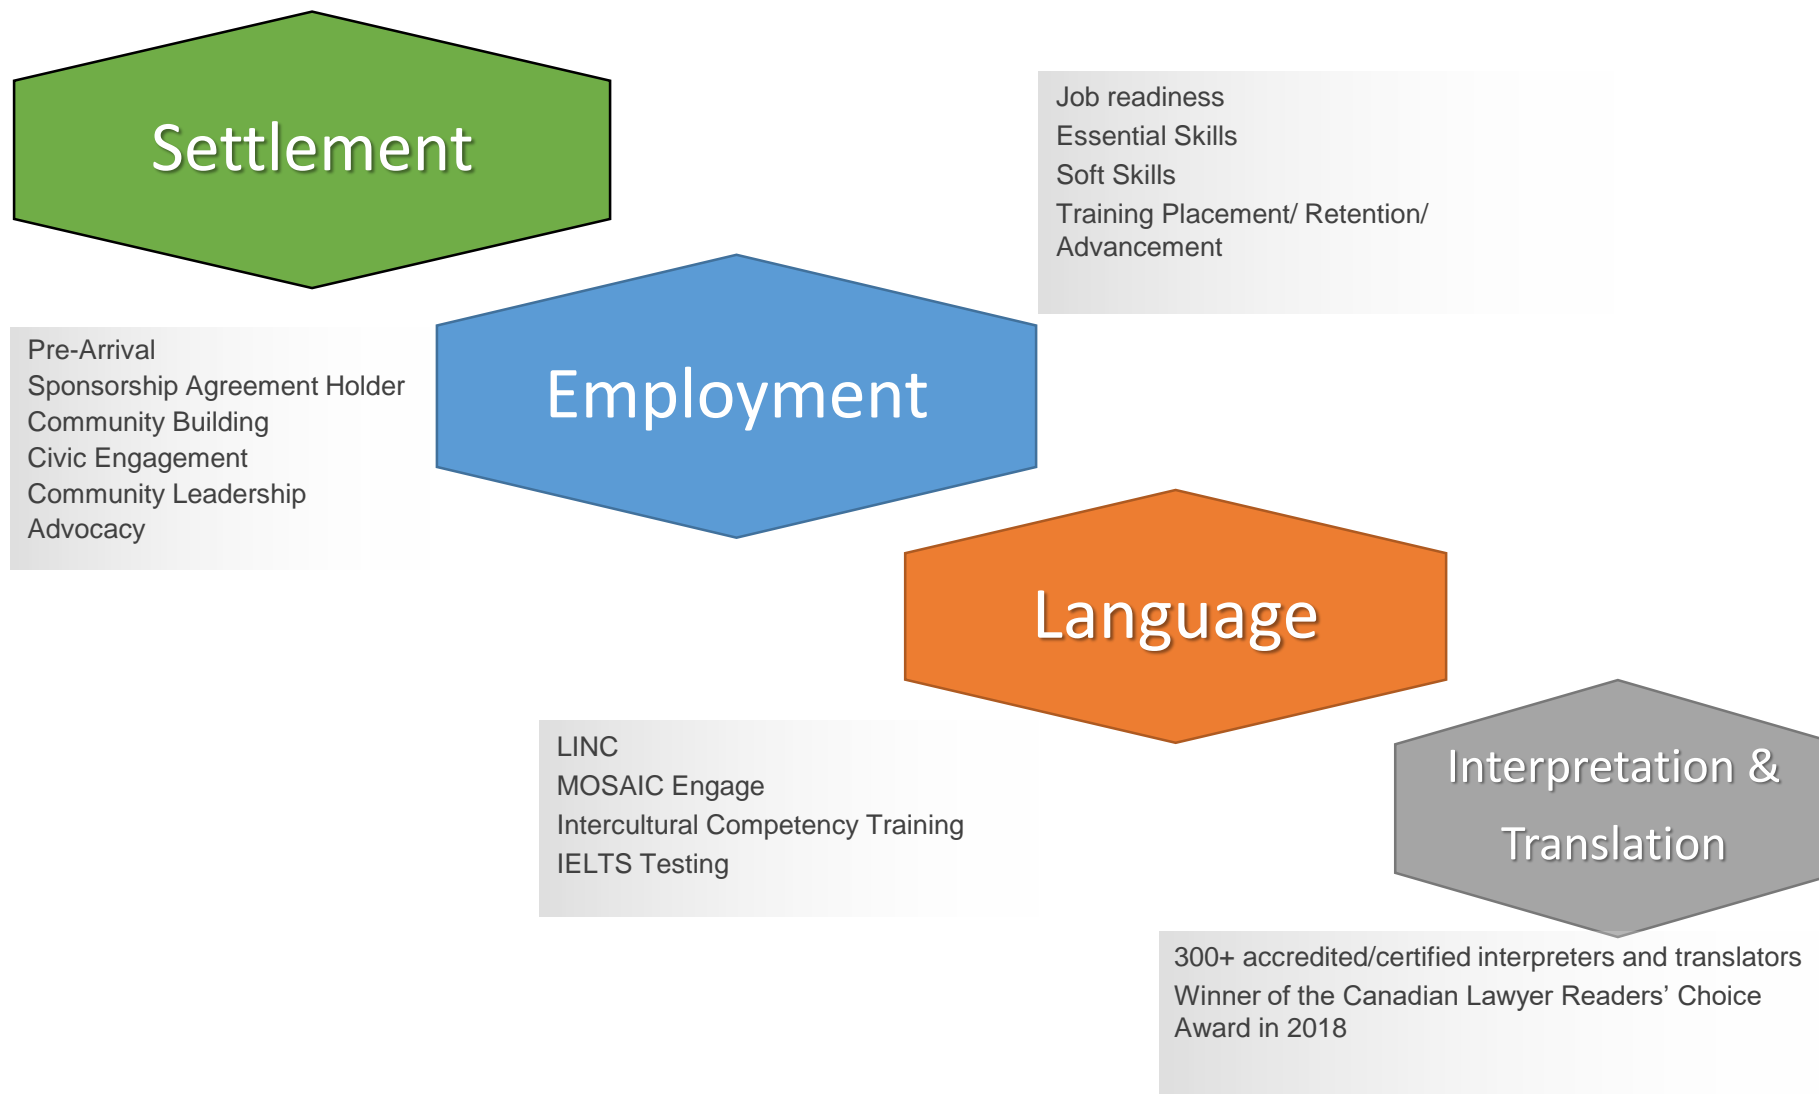 Settlement
Pre-Arrival
Sponsorship Agreement Holder
Community Building
Civic Engagement
Community Leadership
Advocacy
Employment
Job readiness
Essential Skills
Soft Skills
Training Placement/ Retention/
Advancement
Language
LINC
MOSAIC Engage
Intercultural Competency Training
IELTS Testing
Interpretation &
Translation
300+ accredited/certified interpreters and translators
Winner of the Canadian Lawyer Readers’ Choice
Award in 2018